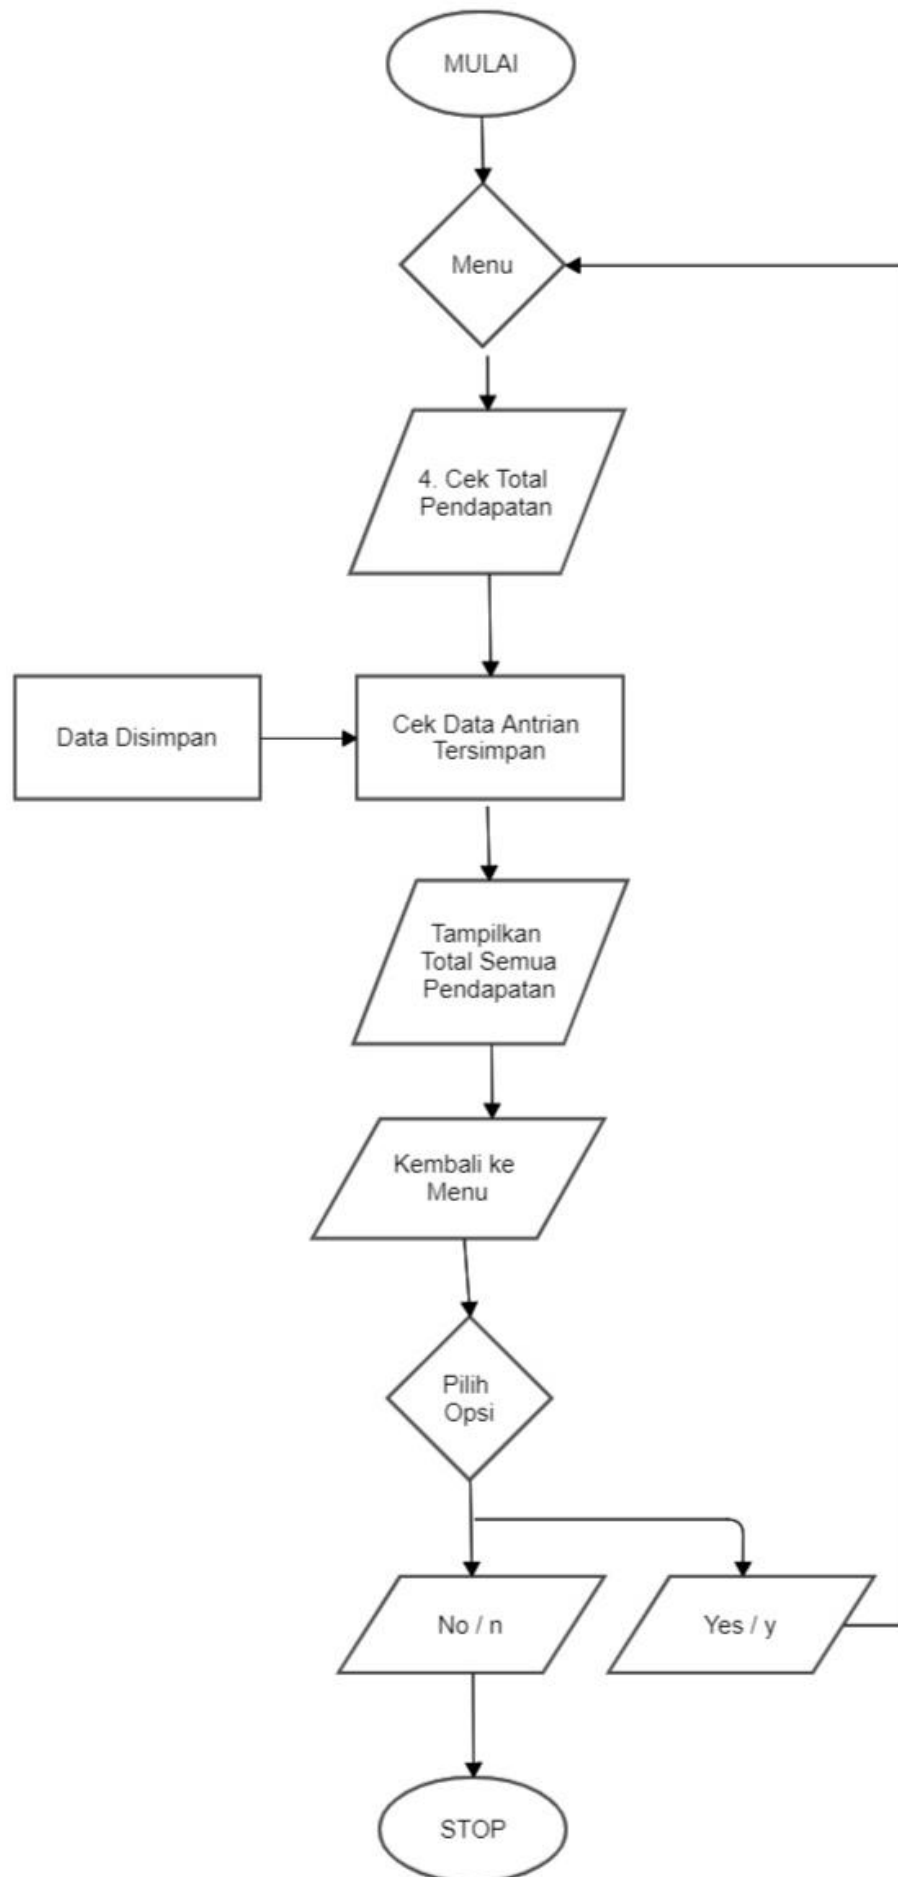 MULAI
Menu
4. Cek Total
Pendapatan
Data Disimpan
Cek Data Antrian
Tersimpan
Tampilkan
Total Semua
Pendapatan
Kembali ke
Menu
Pilih
Opsi
No / n
Yes / y
STOP